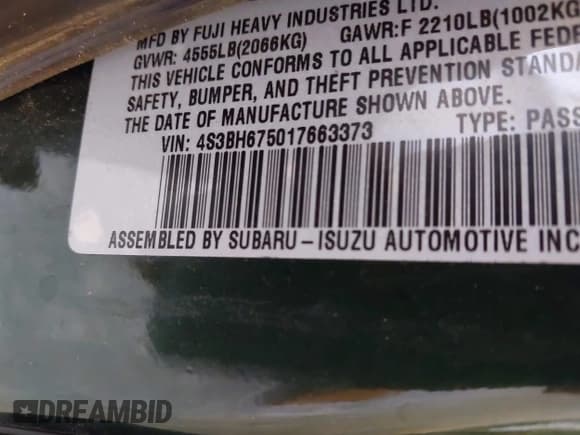 MFD BY FUJI HEAVY INDUSTRIES LTD.
GVWR: 4555LB(2066KG) GAWR:F 2210LB(1002KG
THIS VEHICLE CONFORMS TO ALL APPLICABLE FEDE
SAFETY, BUMPER, AND THEFT PREVENTION STANDA
THE DATE OF MANUFACTURE SHOWN ABOVE.
VIN: 4S3BH675017663373 TYPE: PASS
ASSEMBLED BY SUBARU-ISUZU AUTOMOTIVE INC
DREAMBID